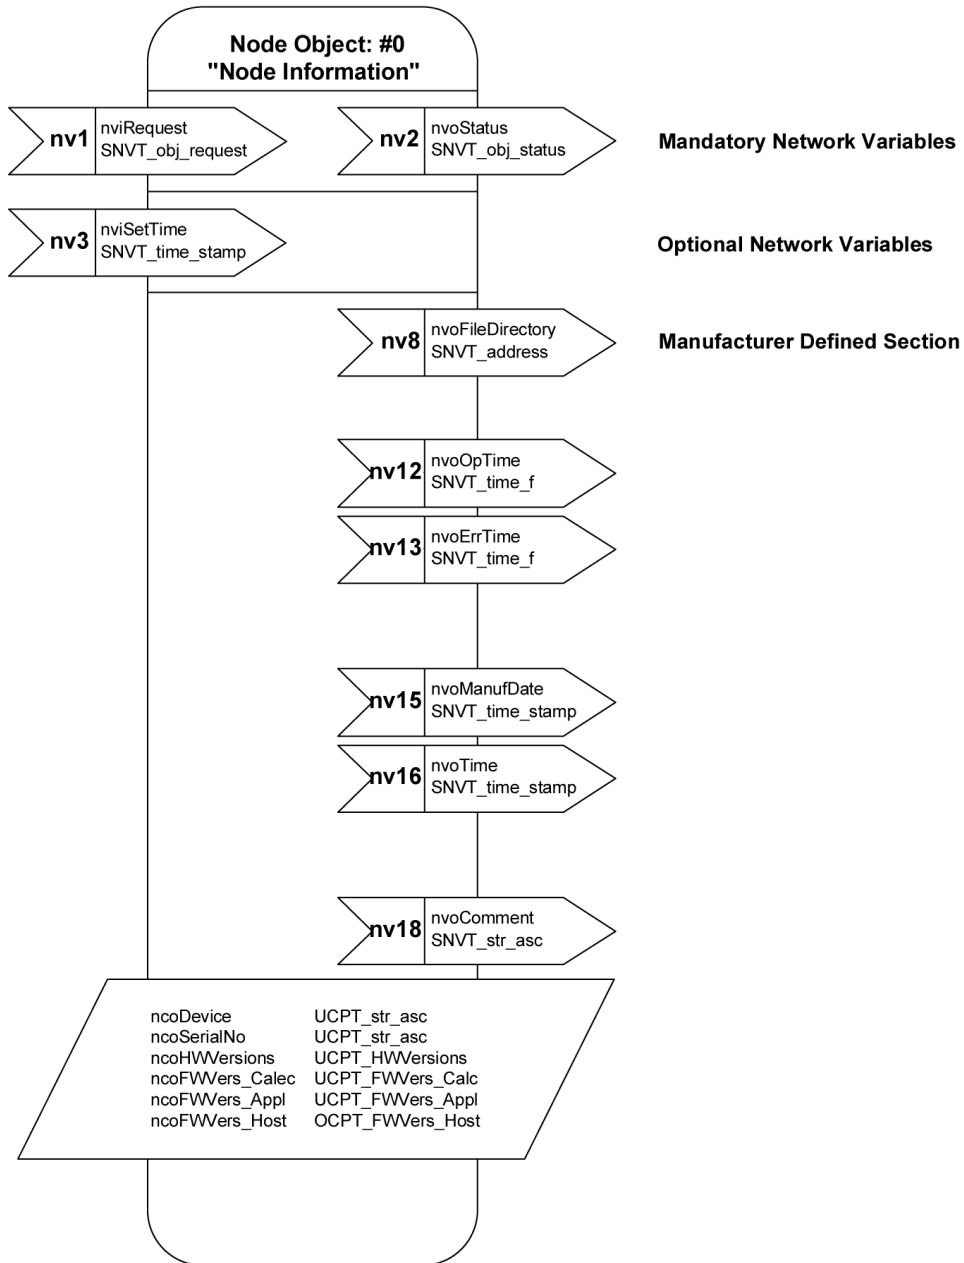 Node Object: #0
"Node Information"
nv1
nviRequest
SNVT_obj_request
nv2
nvoStatus
SNVT_obj_status
Mandatory Network Variables
nv3
nviSetTime
SNVT_time_stamp
Optional Network Variables
nv8
nvoFileDirectory
SNVT_address
Manufacturer Defined Section
nv12
nvoOpTime
SNVT_time_f
nv13
nvoErrTime
SNVT_time_f
nv15
nvoManufDate
SNVT_time_stamp
nv16
nvoTime
SNVT_time_stamp
nv18
nvoComment
SNVT_str_asc
ncoDevice UCPT_str_asc
ncoSerialNo UCPT_str_asc
ncoHWVersions UCPT_HWVersions
ncoFWVers_Calec UCPT_FWVers_Calc
ncoFWVers_Appl UCPT_FWVers_Appl
ncoFWVers_Host OCPT_FWVers_Host